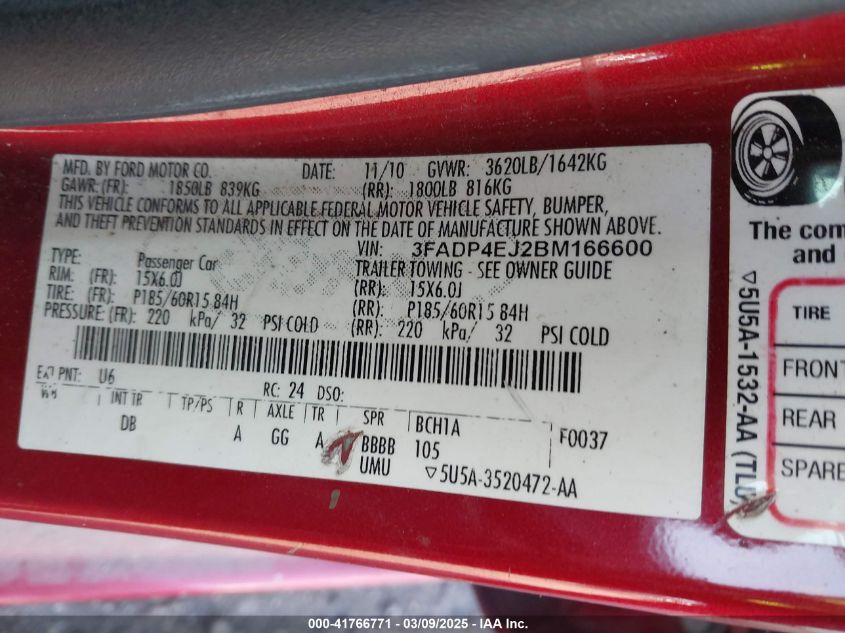 MFD. BY FORD MOTOR CO. DATE: 11/10 GVWR: 3620LB/1642KG
GAWR:(FR): 1850LB 839KG (RR): 1800LB 816KG
THIS VEHICLE CONFORMS TO ALL APPLICABLE FEDERAL MOTOR VEHICLE SAFETY, BUMPER,
AND THEFT PREVENTION STANDARDS IN EFFECT ON THE DATE OF MANUFACTURE SHOWN ABOVE.
VIN: 3FADP4EJ2BM166600
TYPE: Passenger Car TRAILER TOWING - SEE OWNER GUIDE
RIM: (FR): 15X6.0J (RR): 15X6.0J
TIRE: (FR): P185/60R15 84H (RR): P185/60R15 84H
PRESSURE: (FR): 220 kPa/ 32 PSI COLD (RR): 220 kPa/ 32 PSI COLD
EXT PNT: U6 RC: 24 DSO:
WB INT TR TP/PS R AXLE TR SPR BCH1A F0037
DB A GG A BBBB 105
UMU ▽5U5A-3520472-AA
The com
and
▽5U5A-1532-AA (TLU)
TIRE
FRONT
REAR
SPARE
000-41766771 - 03/09/2025 - IAA, Inc.